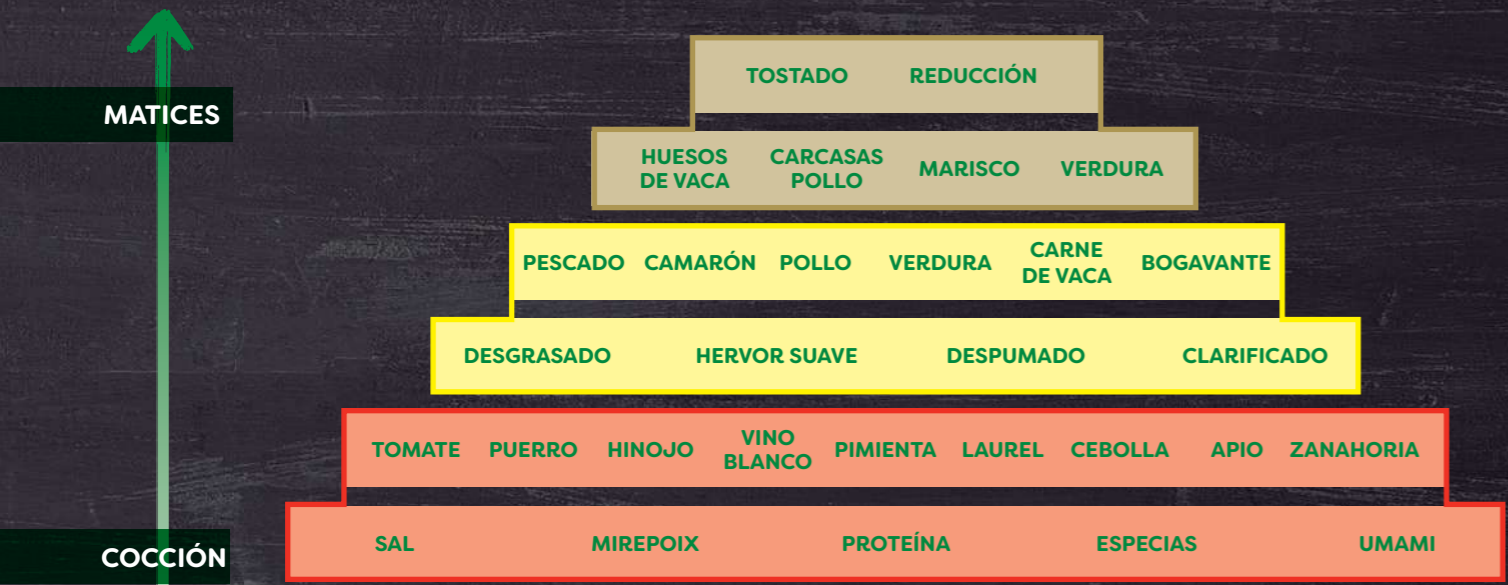 MATICES
TOSTADO REDUCCIÓN
HUESOS CARCASAS MARISCO VERDURA
DE VACA POLLO
PESCADO CAMARÓN POLLO VERDURA CARNE BOGAVANTE
DE VACA
DESGRASADO HERVOR SUAVE DESPUMADO CLARIFICADO
TOMATE PUERRO HINOJO VINO PIMIENTA LAUREL CEBOLLA APIO ZANAHORIA
BLANCO
SAL MIREPOIX PROTEÍNA ESPECIAS UMAMI
COCCIÓN